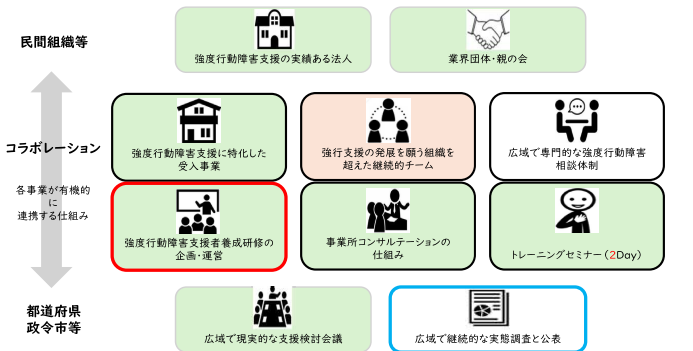 民間組織等
強度行動障害支援の実績ある法人
業界団体・親の会
コラボレーション
各事業が有機的
に
連携する仕組み
強度行動障害支援に特化した
受入事業
強行支援の発展を願う組織を
超えた継続的チーム
広域で専門的な強度行動障害
相談体制
強度行動障害支援者養成研修の
企画・運営
事業所コンサルテーションの
仕組み
トレーニングセミナー（2Day）
都道府県
政令市等
広域で現実的な支援検討会議
広域で継続的な実態調査と公表